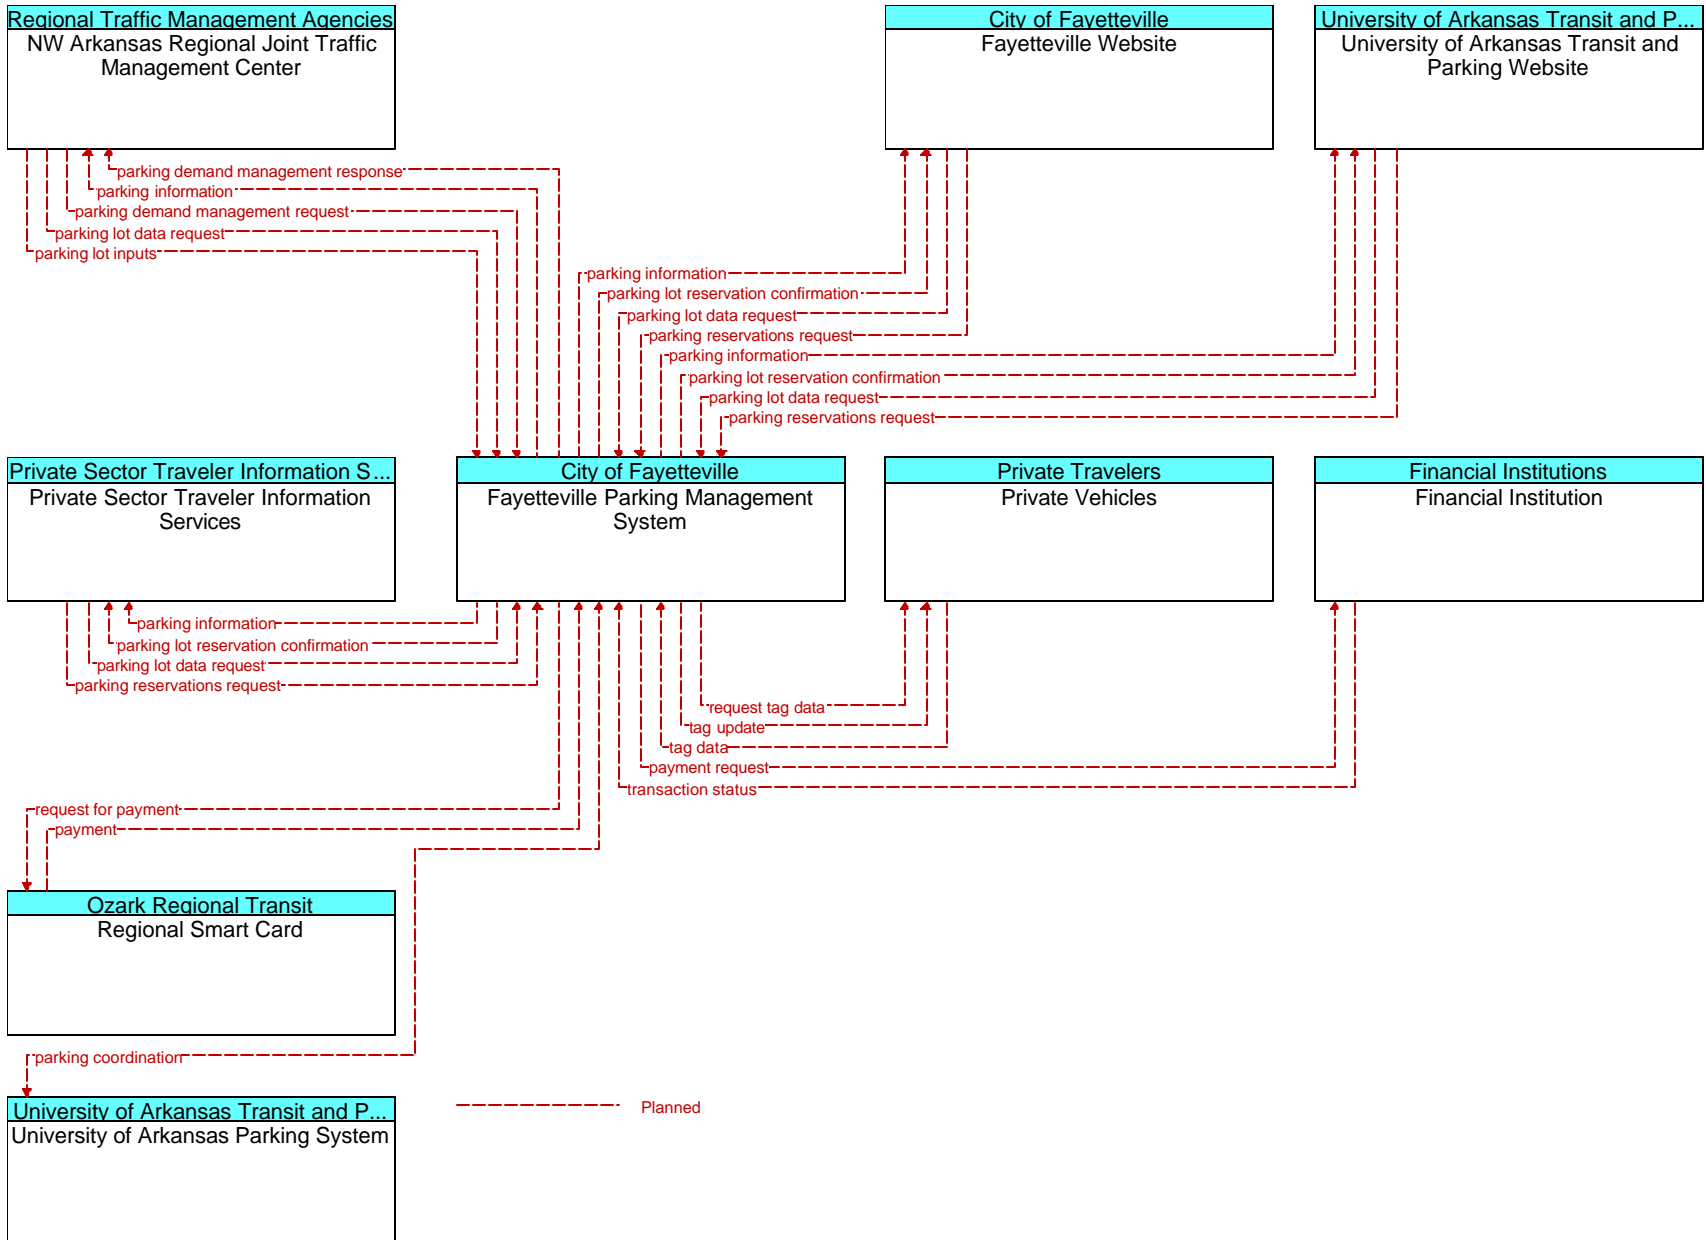 Regional Traffic Management Agencies
NW Arkansas Regional Joint Traffic
Management Center
City of Fayetteville
Fayetteville Website
University of Arkansas Transit and P...
University of Arkansas Transit and
Parking Website
parking demand management response
parking information
parking demand management request
parking lot data request
parking lot inputs
parking information
parking lot reservation confirmation
parking lot data request
parking reservations request
parking information
parking lot reservation confirmation
parking lot data request
parking reservations request
Private Sector Traveler Information S...
Private Sector Traveler Information
Services
City of Fayetteville
Fayetteville Parking Management
System
Private Travelers
Private Vehicles
Financial Institutions
Financial Institution
parking information
parking lot reservation confirmation
parking lot data request
parking reservations request
request tag data
tag update
tag data
payment request
transaction status
request for payment
payment
Ozark Regional Transit
Regional Smart Card
parking coordination
University of Arkansas Transit and P...
University of Arkansas Parking System
Planned